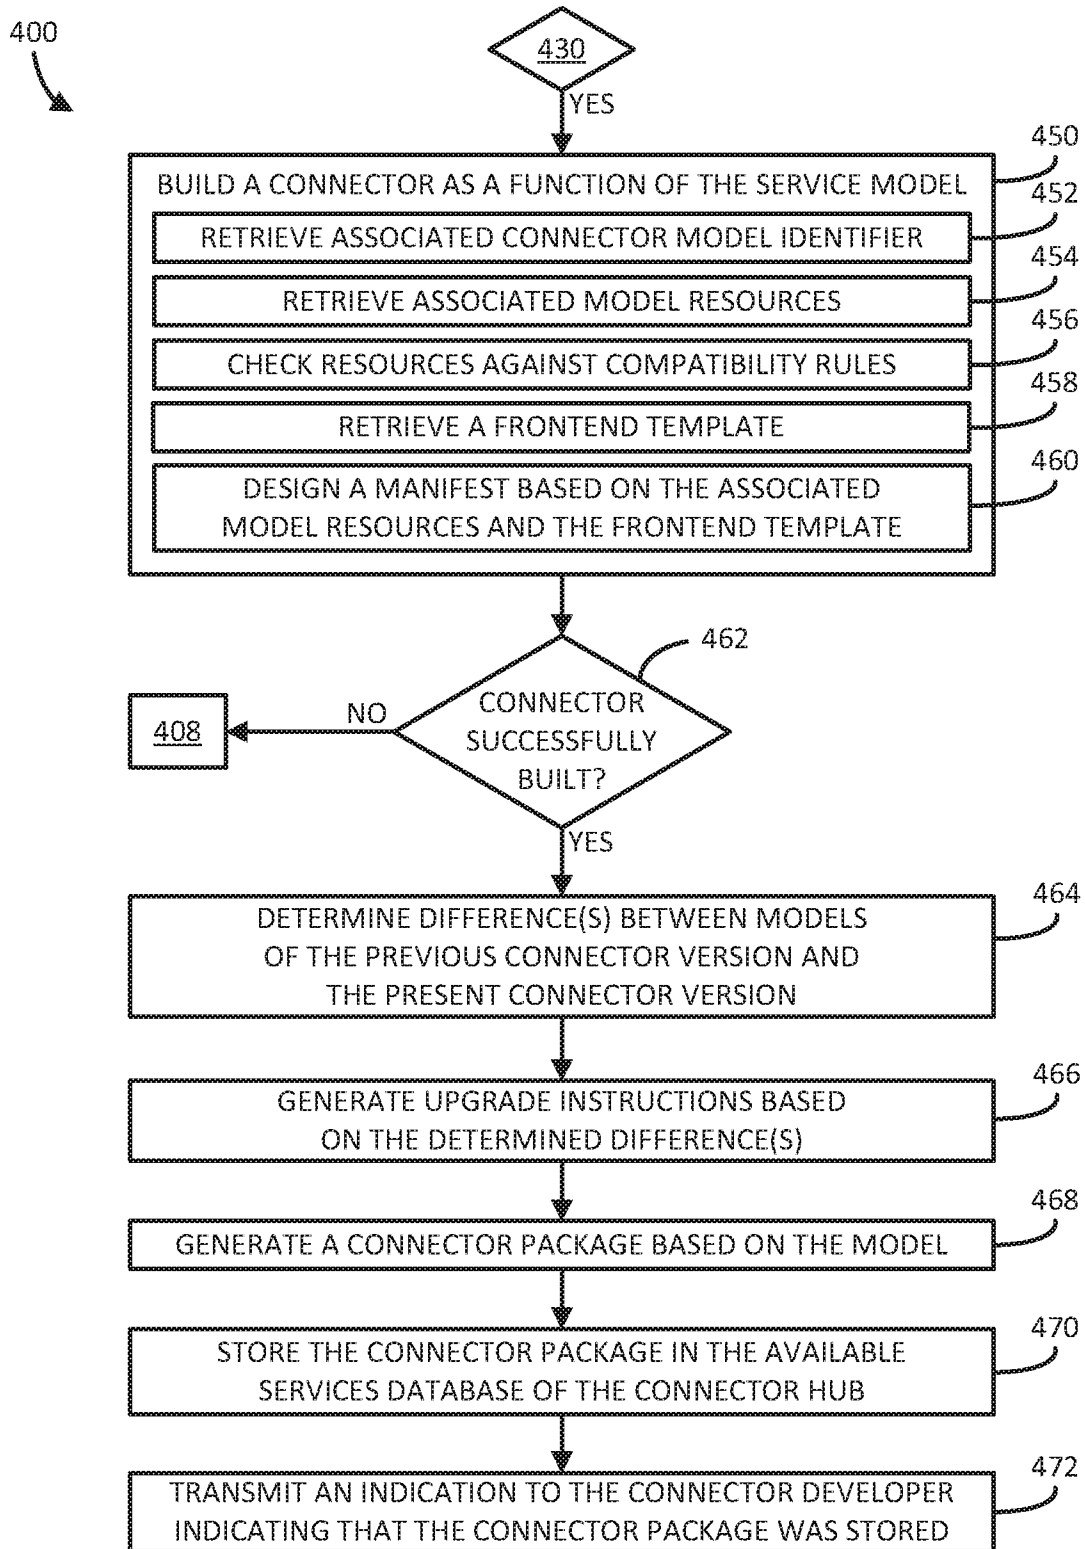 400
430
YES
450
BUILD A CONNECTOR AS A FUNCTION OF THE SERVICE MODEL
452
RETRIEVE ASSOCIATED CONNECTOR MODEL IDENTIFIER
454
RETRIEVE ASSOCIATED MODEL RESOURCES
456
CHECK RESOURCES AGAINST COMPATIBILITY RULES
458
RETRIEVE A FRONTEND TEMPLATE
460
DESIGN A MANIFEST BASED ON THE ASSOCIATED
MODEL RESOURCES AND THE FRONTEND TEMPLATE
462
CONNECTOR
SUCCESSFULLY
BUILT?
NO
408
YES
464
DETERMINE DIFFERENCE(S) BETWEEN MODELS
OF THE PREVIOUS CONNECTOR VERSION AND
THE PRESENT CONNECTOR VERSION
466
GENERATE UPGRADE INSTRUCTIONS BASED
ON THE DETERMINED DIFFERENCE(S)
468
GENERATE A CONNECTOR PACKAGE BASED ON THE MODEL
470
STORE THE CONNECTOR PACKAGE IN THE AVAILABLE
SERVICES DATABASE OF THE CONNECTOR HUB
472
TRANSMIT AN INDICATION TO THE CONNECTOR DEVELOPER
INDICATING THAT THE CONNECTOR PACKAGE WAS STORED